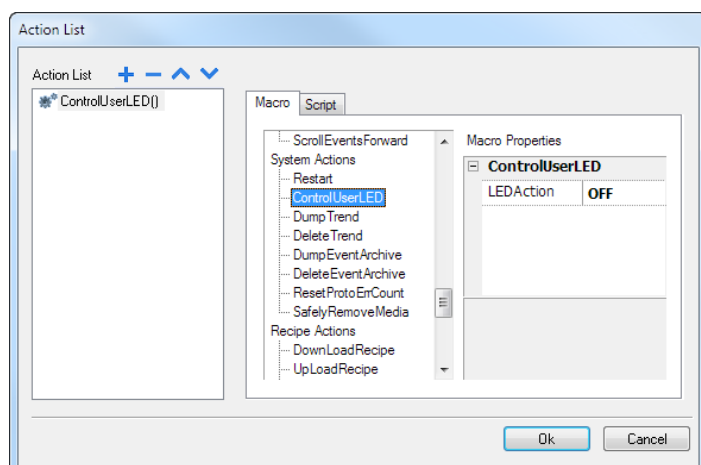 Action List
Action List
ControlUserLED()
Macro
Script
ScrollEventsForward
System Actions
Restart
ControlUserLED
DumpTrend
DeleteTrend
DumpEventArchive
DeleteEventArchive
ResetProtoErrCount
SafelyRemoveMedia
Recipe Actions
DownLoadRecipe
UpLoadRecipe
Macro Properties
ControlUserLED
LEDAction OFF
Ok
Cancel